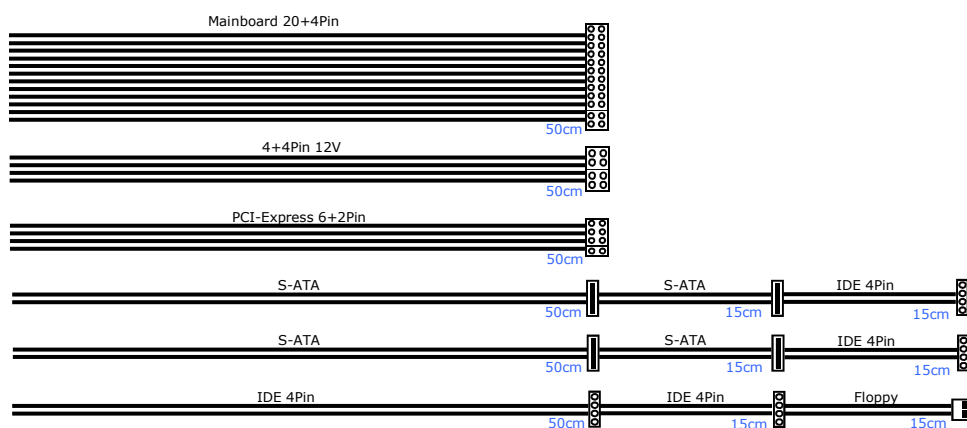 Mainboard 20+4Pin
50cm
4+4Pin 12V
50cm
PCI-Express 6+2Pin
50cm
S-ATA S-ATA IDE 4Pin
50cm 15cm 15cm
S-ATA S-ATA IDE 4Pin
50cm 15cm 15cm
IDE 4Pin IDE 4Pin Floppy
50cm 15cm 15cm